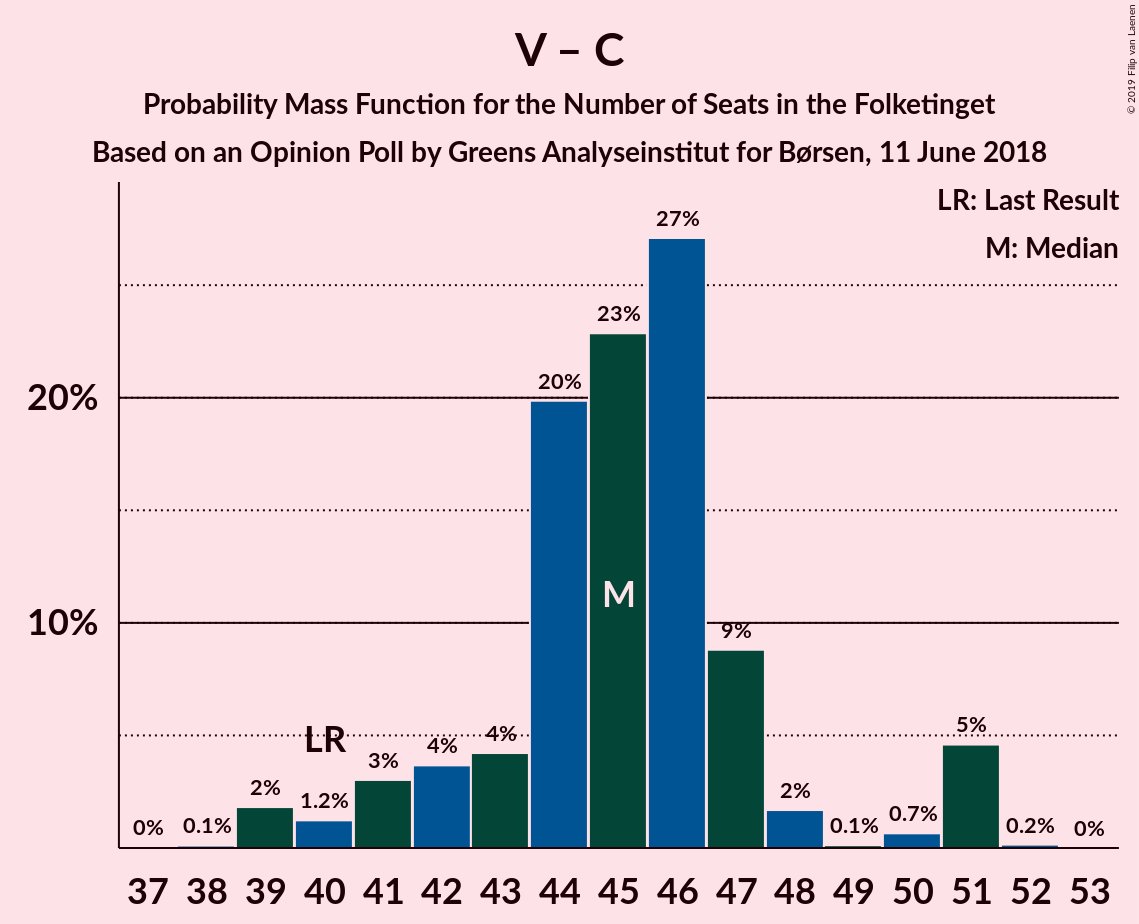 V – C
Probability Mass Function for the Number of Seats in the Folketinget
Based on an Opinion Poll by Greens Analyseinstitut for Børsen, 11 June 2018
© 2019 Filip van Laenen
LR: Last Result
M: Median
27%
23%
20%
20%
M
10%
9%
LR
5%
4%
4%
3%
2%
1.2%
2%
0.7%
0%
0.1%
0.1%
0.2%
0%
37 38 39 40 41 42 43 44 45 46 47 48 49 50 51 52 53